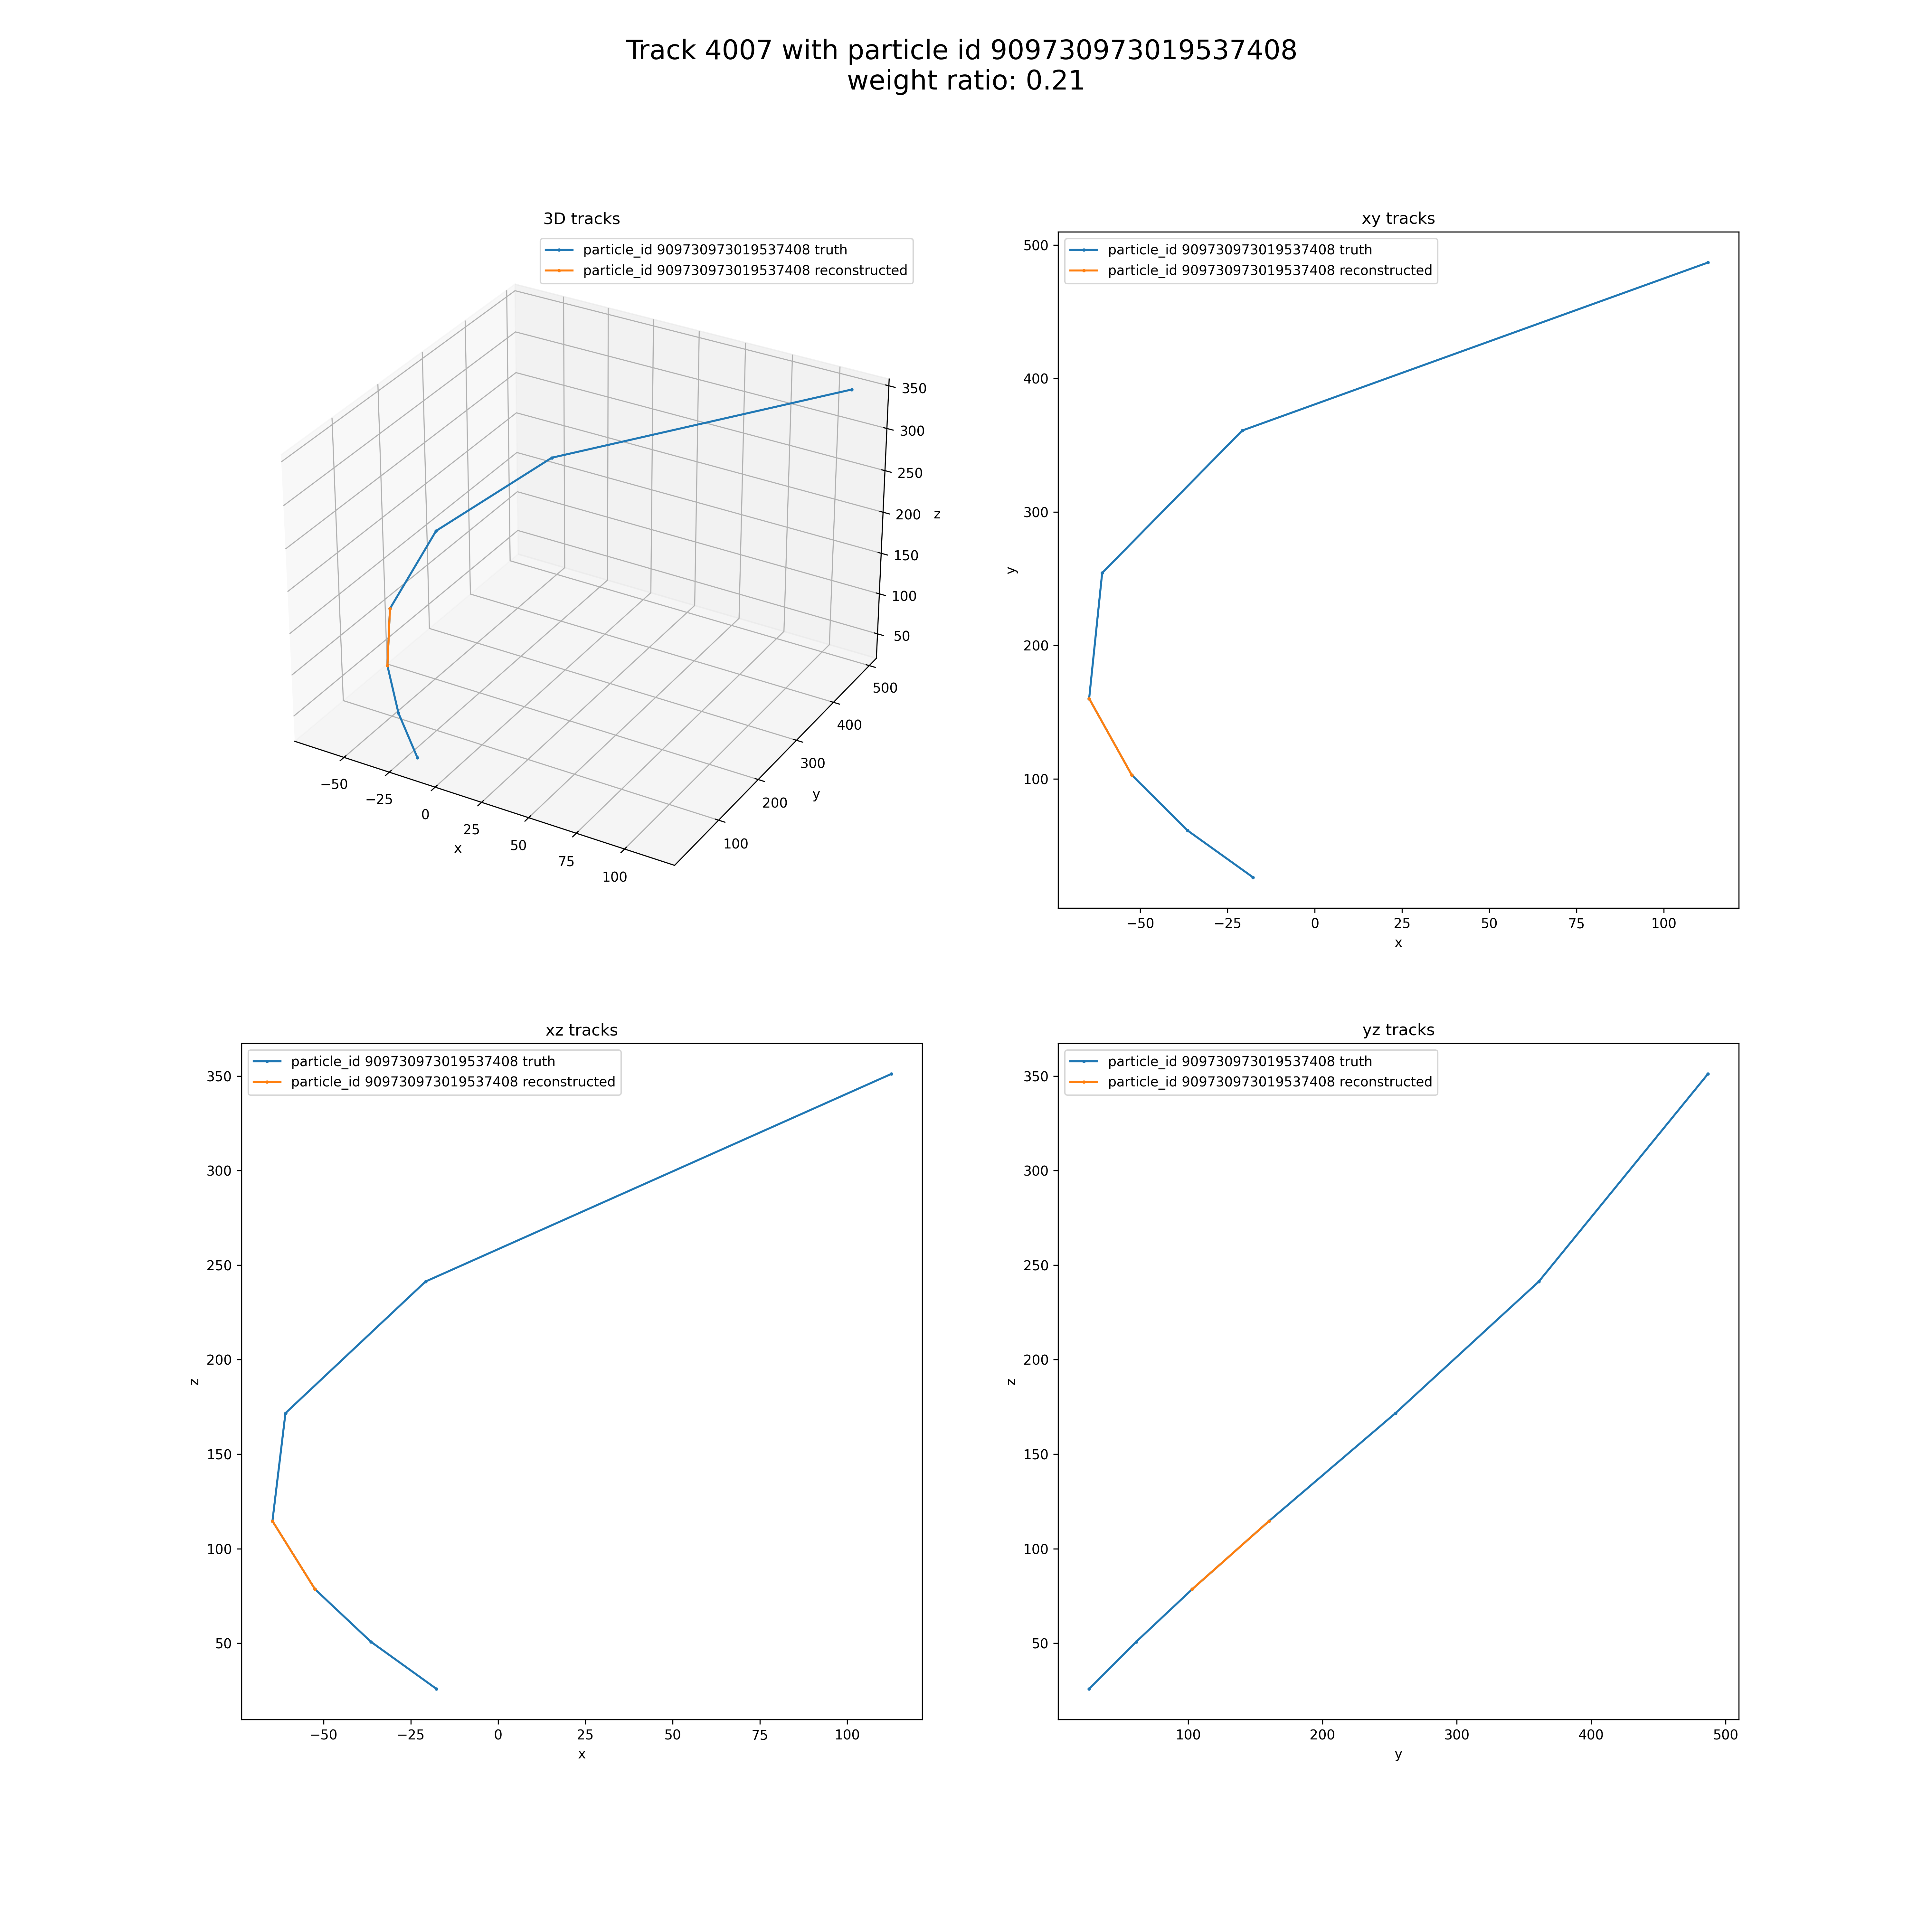 Track 4007 with particle id 909730973019537408
weight ratio: 0.21
3D tracks
particle_id 909730973019537408 truth
particle_id 909730973019537408 reconstructed
350
300
250
200
150
100
50
z
500
400
300
200
100
y
−50
−25
0
25
50
75
100
x
xy tracks
particle_id 909730973019537408 truth
particle_id 909730973019537408 reconstructed
500
400
300
200
100
y
−50 −25 0 25 50 75 100
x
xz tracks
particle_id 909730973019537408 truth
particle_id 909730973019537408 reconstructed
350
300
250
200
150
100
50
z
−50 −25 0 25 50 75 100
x
yz tracks
particle_id 909730973019537408 truth
particle_id 909730973019537408 reconstructed
350
300
250
200
150
100
50
z
100 200 300 400 500
y